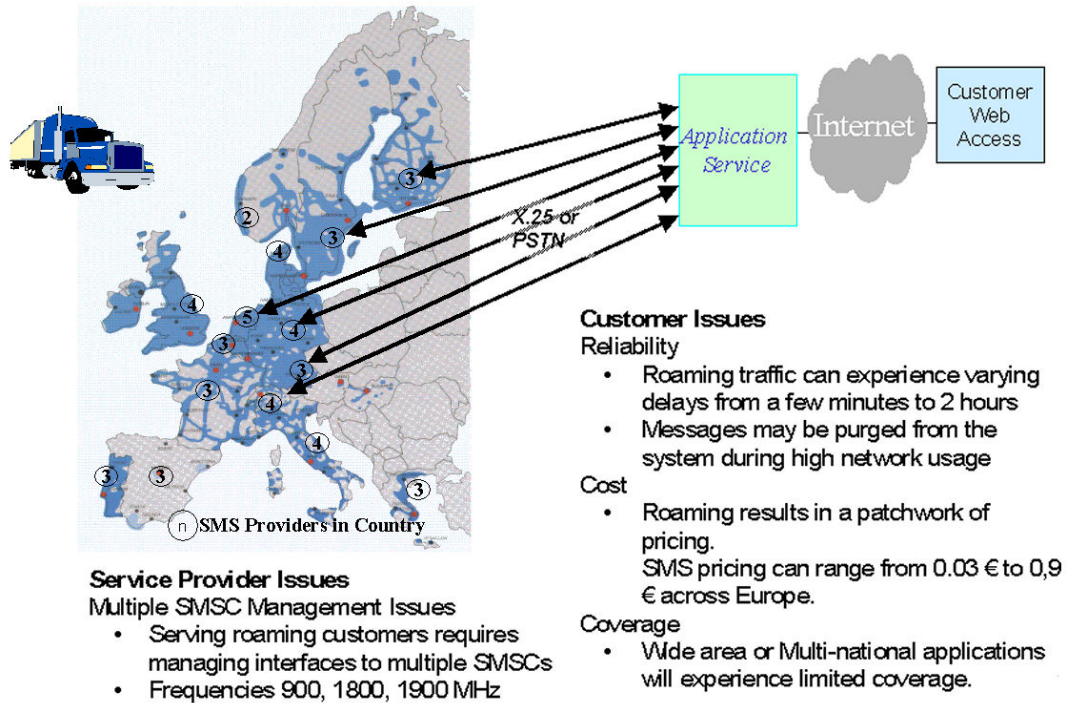 Application
Service
Internet
Customer
Web
Access
X.25 or
PSTN
3
2
3
4
4
5
4
3
3
3
4
4
3
3
3
n SMS Providers in Country
Service Provider Issues
Multiple SMSC Management Issues
• Serving roaming customers requires
managing interfaces to multiple SMSCs
• Frequencies 900, 1800, 1900 MHz
Customer Issues
Reliability
• Roaming traffic can experience varying
delays from a few minutes to 2 hours
• Messages may be purged from the
system during high network usage
Cost
• Roaming results in a patchwork of
pricing.
SMS pricing can range from 0.03 € to 0,9
€ across Europe.
Coverage
• Wide area or Multi-national applications
will experience limited coverage.